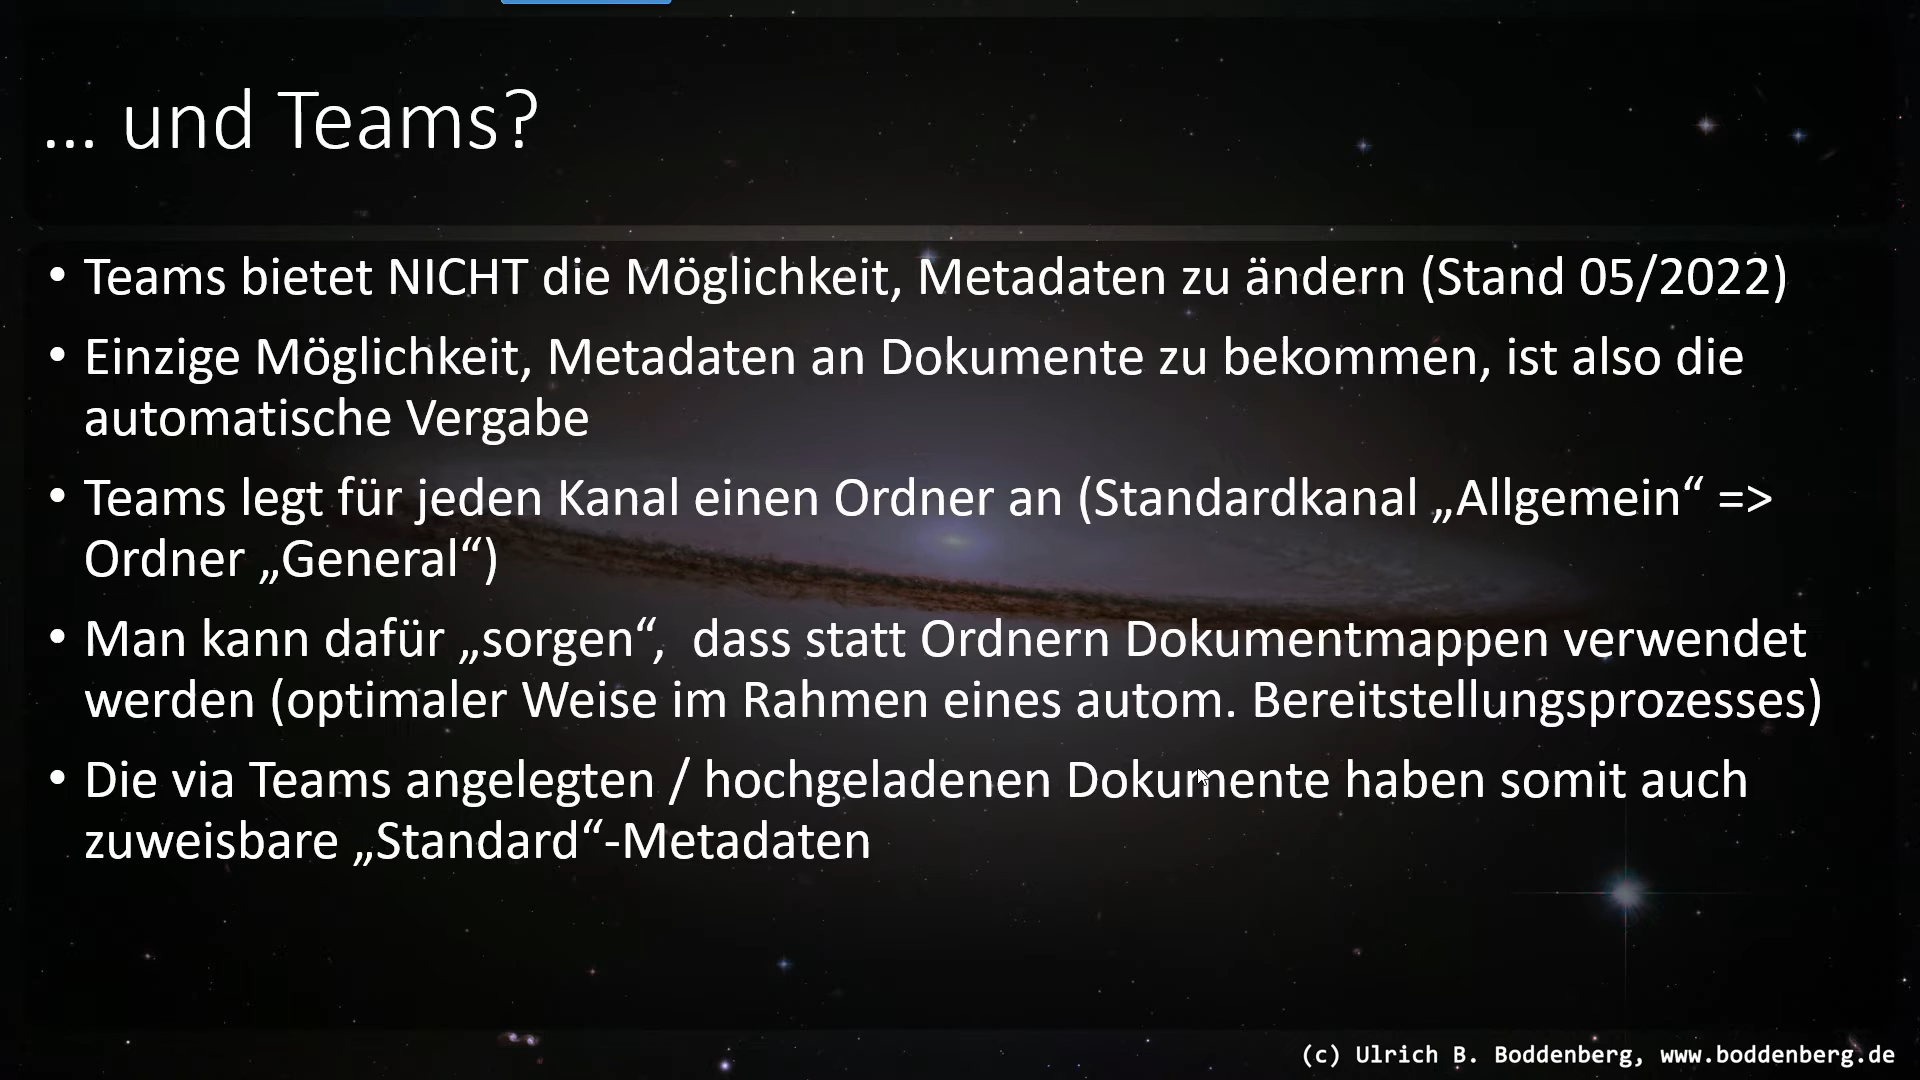 ... und Teams?
• Teams bietet NICHT die Möglichkeit, Metadaten zu ändern (Stand 05/2022)
• Einzige Möglichkeit, Metadaten an Dokumente zu bekommen, ist also die
automatische Vergabe
• Teams legt für jeden Kanal einen Ordner an (Standardkanal „Allgemein“ =>
Ordner „General“)
• Man kann dafür „sorgen“,  dass statt Ordnern Dokumentmappen verwendet
werden (optimaler Weise im Rahmen eines autom. Bereitstellungsprozesses)
• Die via Teams angelegten / hochgeladenen Dokumente haben somit auch
zuweisbare „Standard“-Metadaten
(c) Ulrich B. Boddenberg, www.boddenberg.de